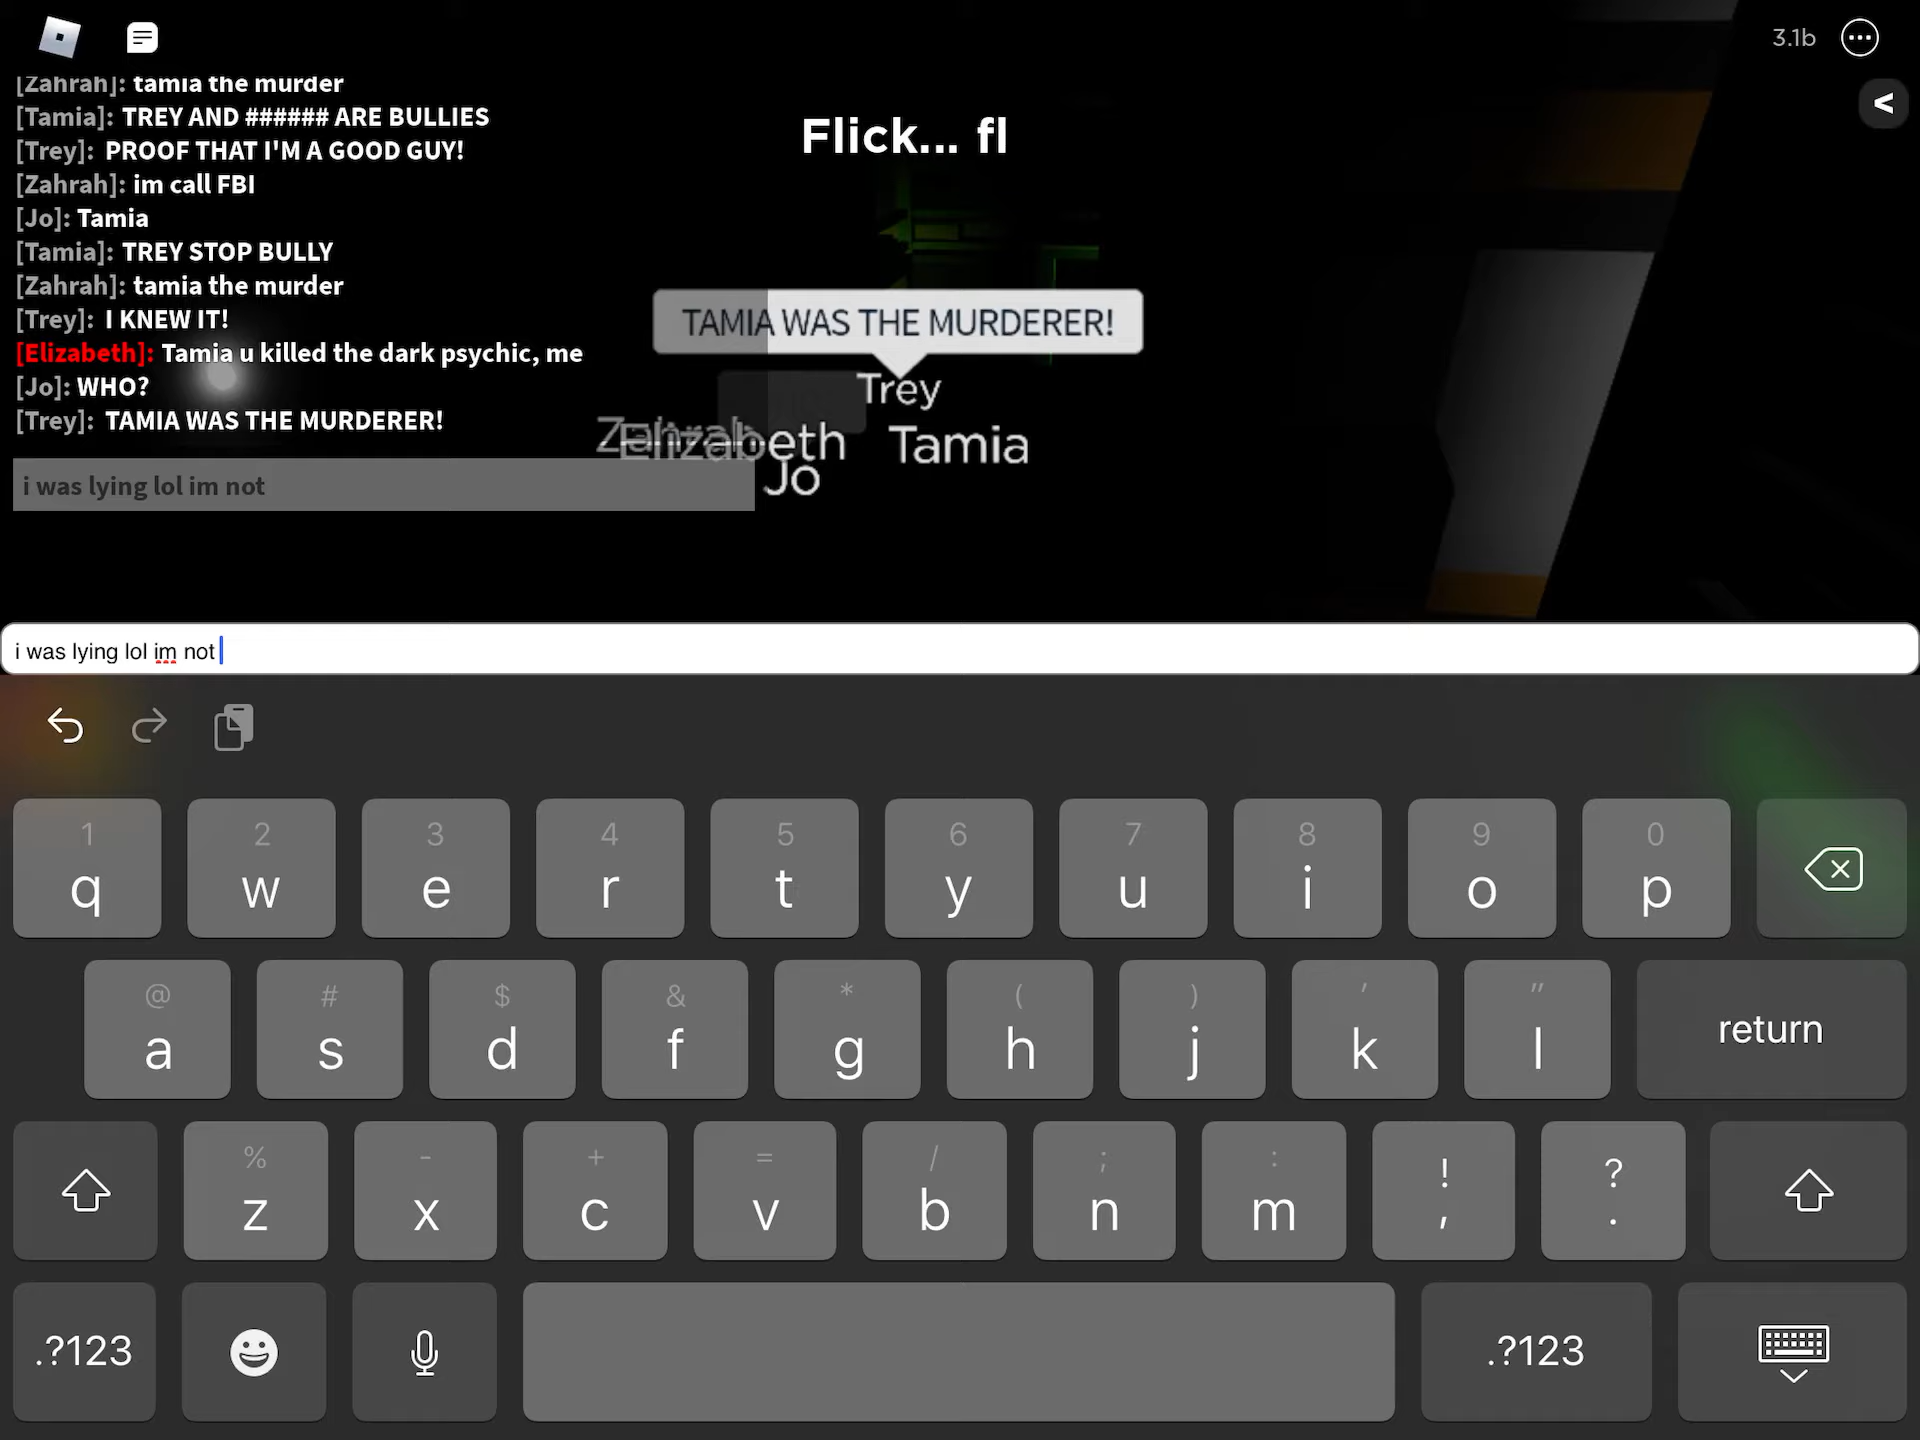 3.1b
[Zahrah]: tamia the murder
[Tamia]: TREY AND ###### ARE BULLIES
[Trey]: PROOF THAT I'M A GOOD GUY!
[Zahrah]: im call FBI
[Jo]: Tamia
[Tamia]: TREY STOP BULLY
[Zahrah]: tamia the murder
[Trey]: I KNEW IT!
[Elizabeth]: Tamia u killed the dark psychic, me
[Jo]: WHO?
[Trey]: TAMIA WAS THE MURDERER!
i was lying lol im not
Flick... fl
TAMIA WAS THE MURDERER!
Trey
Zahrah
Elizabeth
Tamia
Jo
i was lying lol im not
1 2 3 4 5 6 7 8 9 0
q w e r t y u i o p
@ # $ & * ( ) ' "
a s d f g h j k l return
% - + = / ; : ! ?
z x c v b n m , .
.?123 .?123